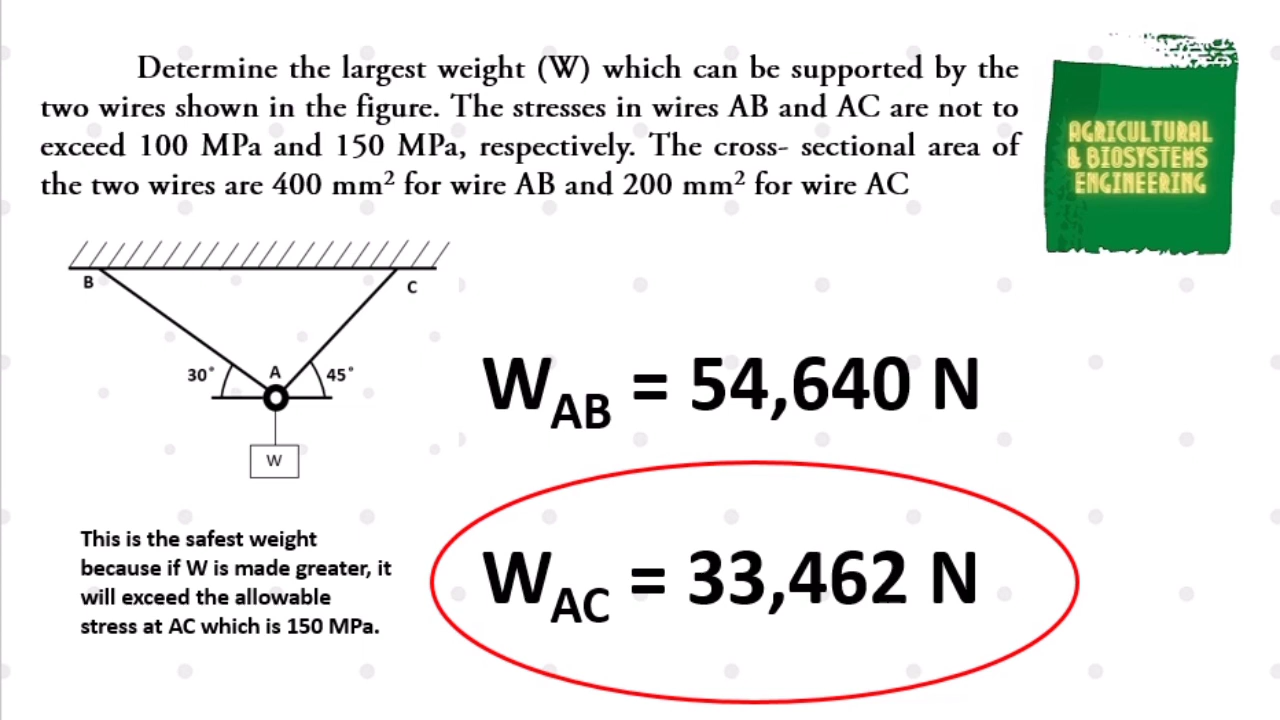 Determine the largest weight (W) which can be supported by the
two wires shown in the figure. The stresses in wires AB and AC are not to
exceed 100 MPa and 150 MPa, respectively. The cross- sectional area of
the two wires are 400 mm² for wire AB and 200 mm² for wire AC
AGRICULTURAL
& BIOSYSTEMS
ENGINEERING
B
C
30°
A
45°
W
W_AB = 54,640 N
W_AC = 33,462 N
This is the safest weight
because if W is made greater, it
will exceed the allowable
stress at AC which is 150 MPa.